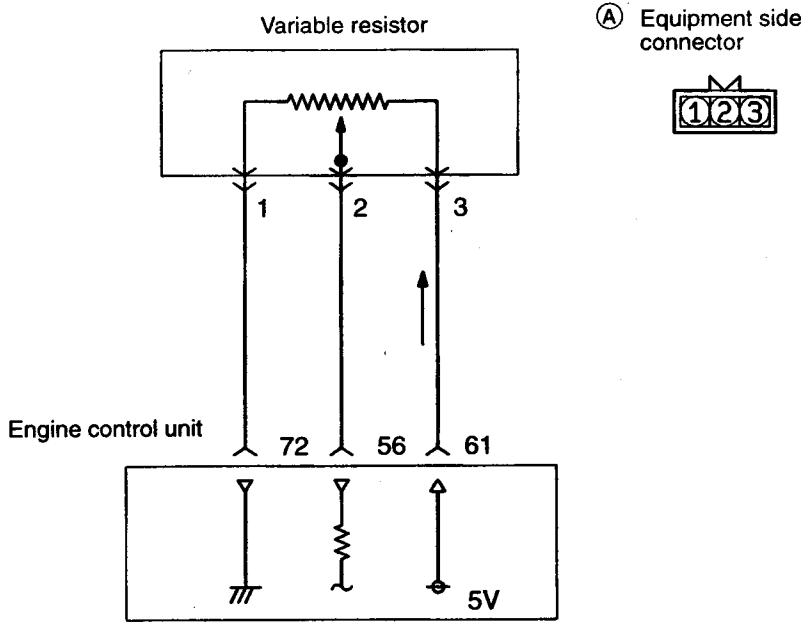 Variable resistor
Ⓐ Equipment side
connector
①②③
1 2 3
Engine control unit
72 56 61
5V